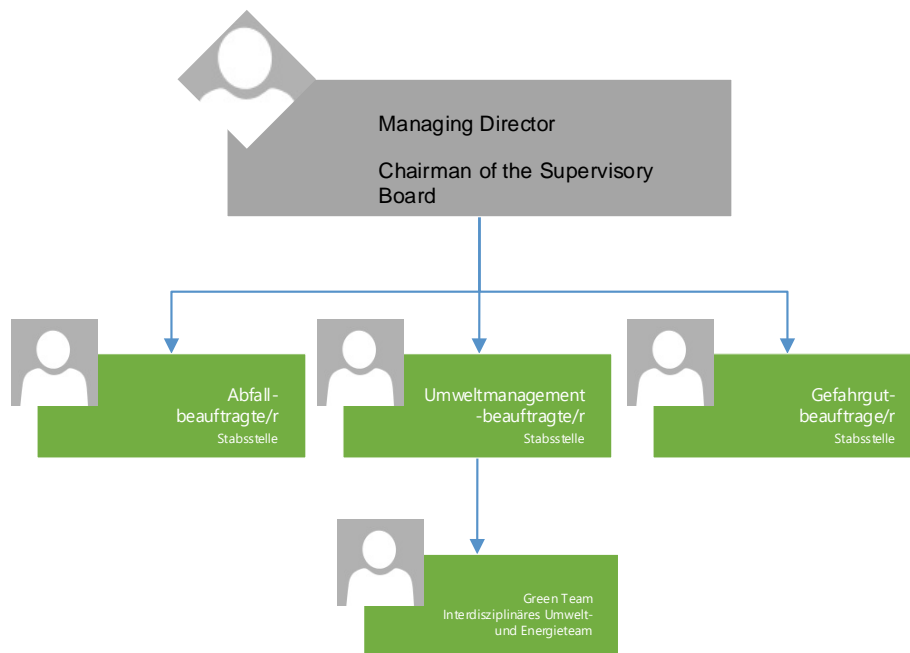 Managing Director
Chairman of the Supervisory
Board
Abfall-
beauftragte/r
Stabsstelle
Umweltmanagement
-beauftragte/r
Stabsstelle
Gefahrgut-
beauftrage/r
Stabsstelle
Green Team
Interdisziplinäres Umwelt-
und Energieteam